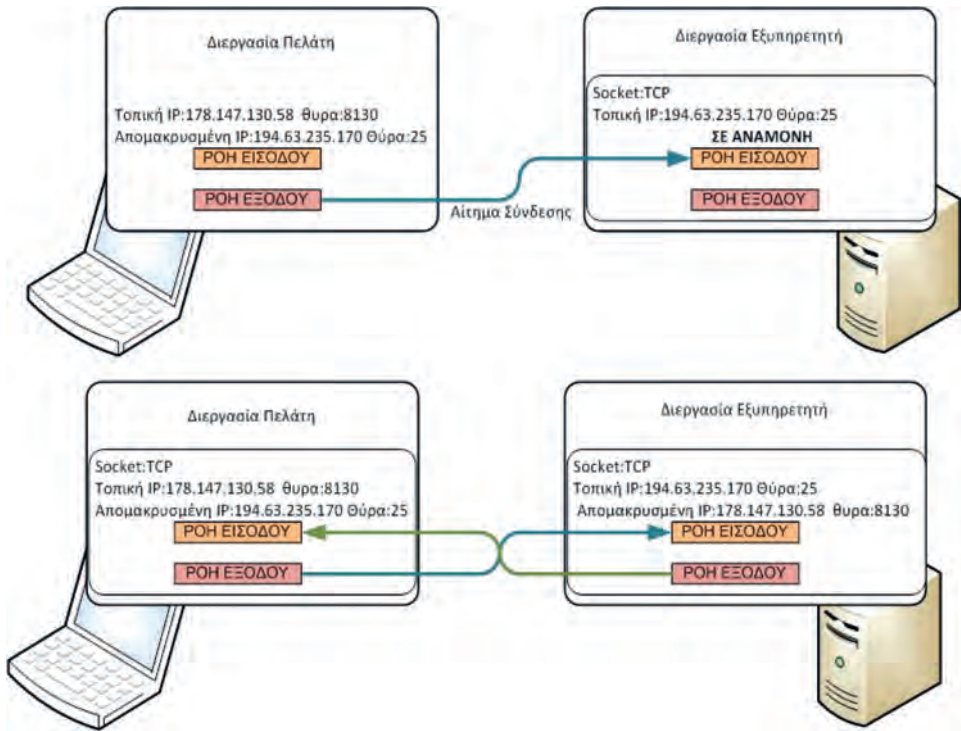 Διεργασία Πελάτη
Τοπική IP:178.147.130.58 θυρα:8130
Απομακρυσμένη IP:194.63.235.170 Θύρα:25
ΡΟΗ ΕΙΣΟΔΟΥ
ΡΟΗ ΕΞΟΔΟΥ
Αίτημα Σύνδεσης
Διεργασία Εξυπηρετητή
Socket:TCP
Τοπική IP:194.63.235.170 Θύρα:25
ΣΕ ΑΝΑΜΟΝΗ
ΡΟΗ ΕΙΣΟΔΟΥ
ΡΟΗ ΕΞΟΔΟΥ
Διεργασία Πελάτη
Socket:TCP
Τοπική IP:178.147.130.58 θυρα:8130
Απομακρυσμένη IP:194.63.235.170 Θύρα:25
ΡΟΗ ΕΙΣΟΔΟΥ
ΡΟΗ ΕΞΟΔΟΥ
Διεργασία Εξυπηρετητή
Socket:TCP
Τοπική IP:194.63.235.170 Θύρα:25
Απομακρυσμένη IP:178.147.130.58 θυρα:8130
ΡΟΗ ΕΙΣΟΔΟΥ
ΡΟΗ ΕΞΟΔΟΥ